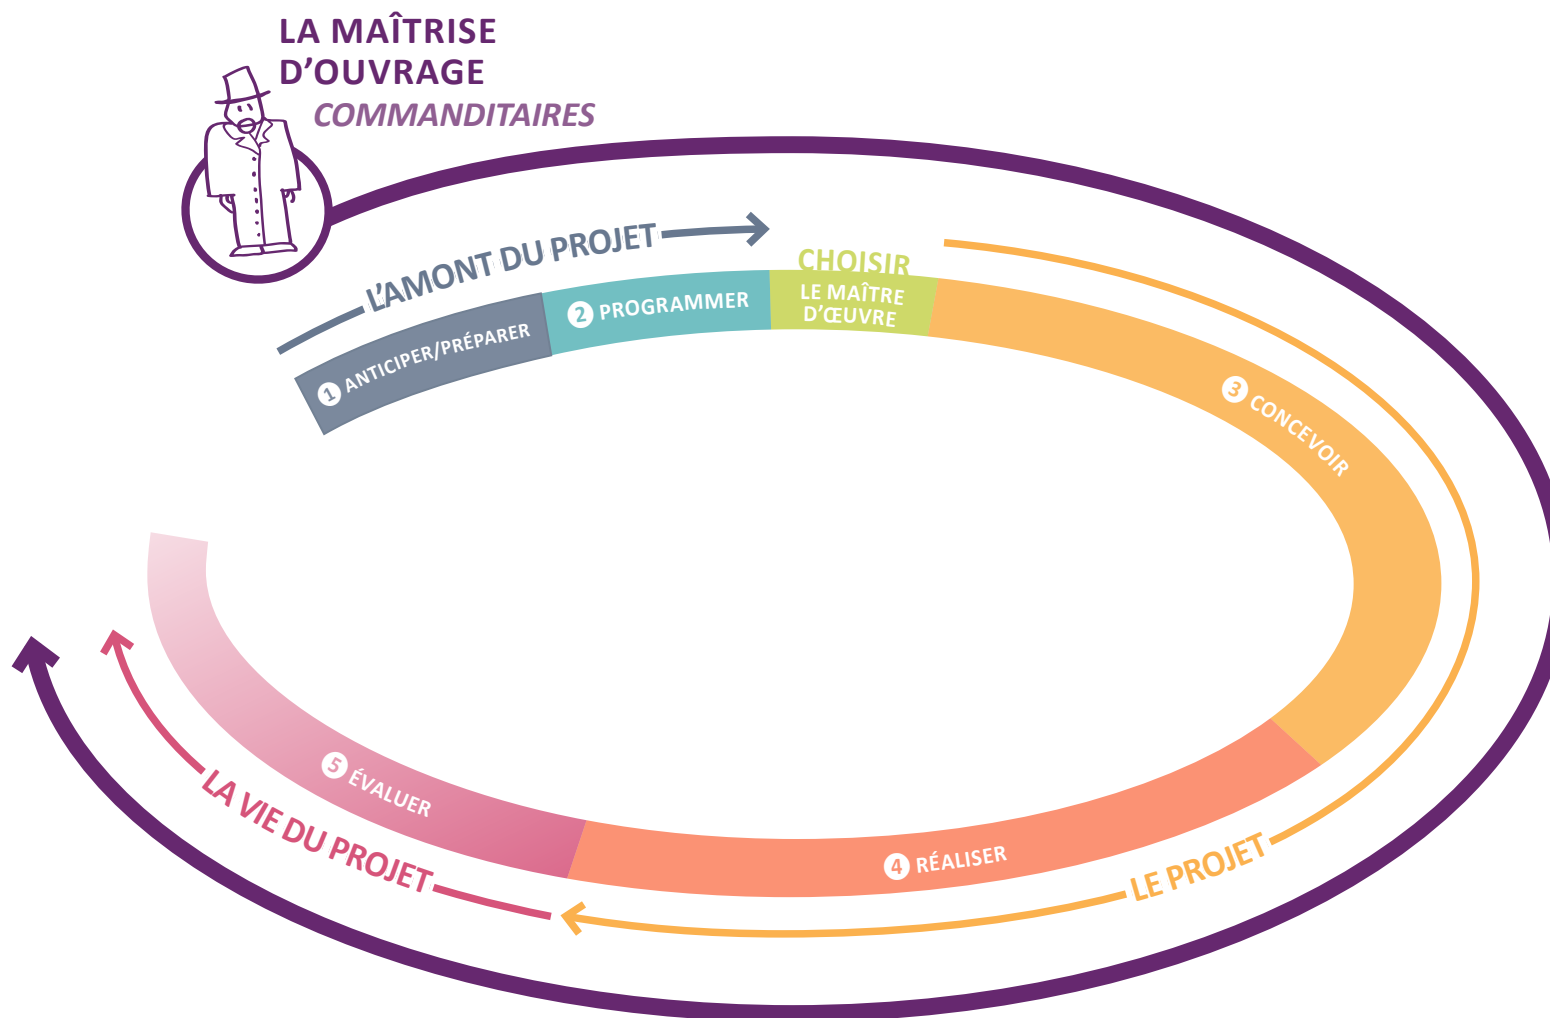 LA MAÎTRISE
D'OUVRAGE
COMMANDITAIRES
L'AMONT DU PROJET
1 ANTICIPER/PRÉPARER
2 PROGRAMMER
CHOISIR
LE MAÎTRE
D'ŒUVRE
3 CONCEVOIR
LE PROJET
4 RÉALISER
5 ÉVALUER
LA VIE DU PROJET